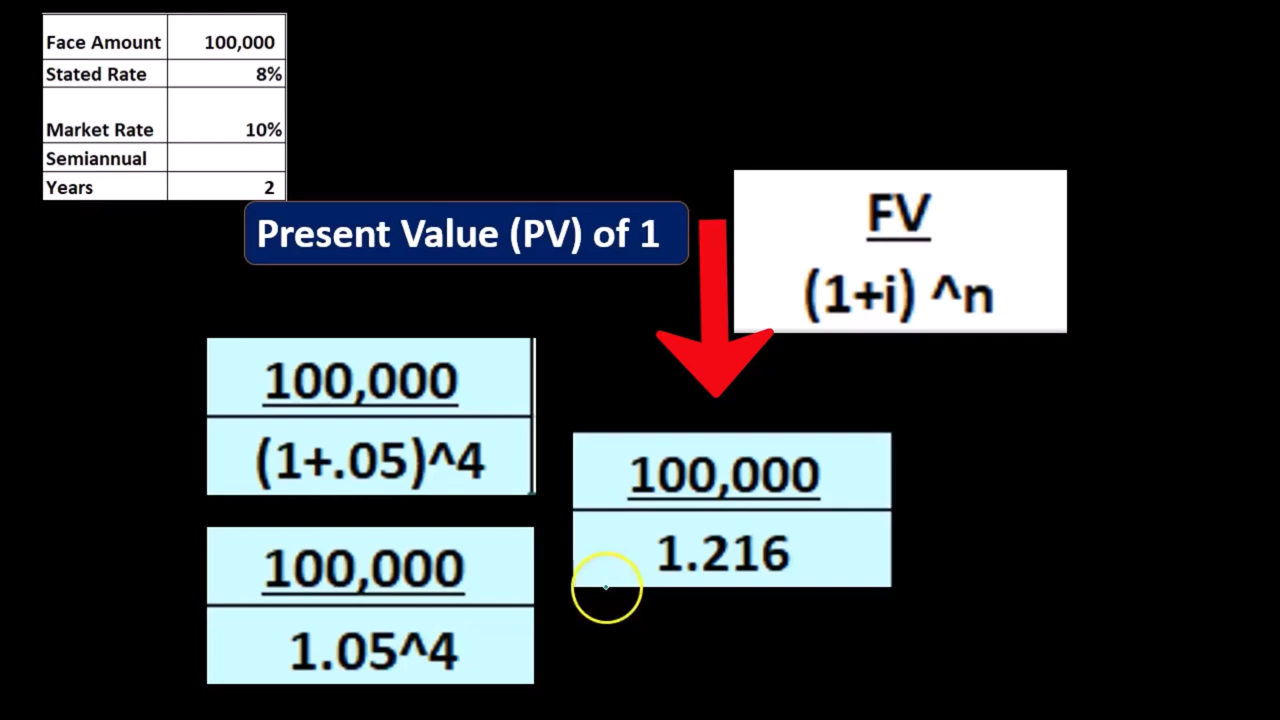 Face Amount 100,000
Stated Rate 8%
Market Rate 10%
Semiannual
Years 2
Present Value (PV) of 1
FV
(1+i) ^n
100,000
(1+.05)^4
100,000
1.05^4
100,000
1.216